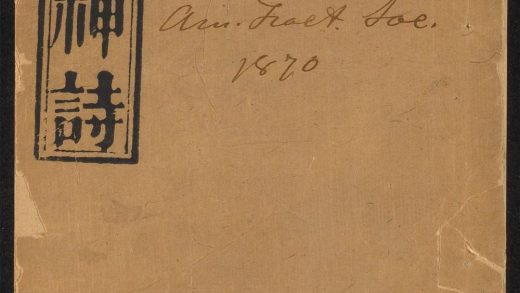 神詩
Am. Tract. Soc.
1870